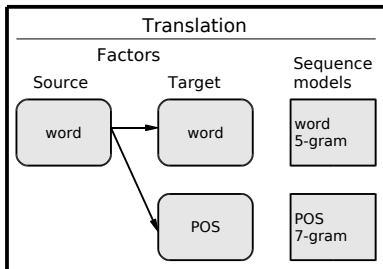 Translation
Factors
Source
Target
Sequence
models
word
word
word
5-gram
POS
POS
7-gram